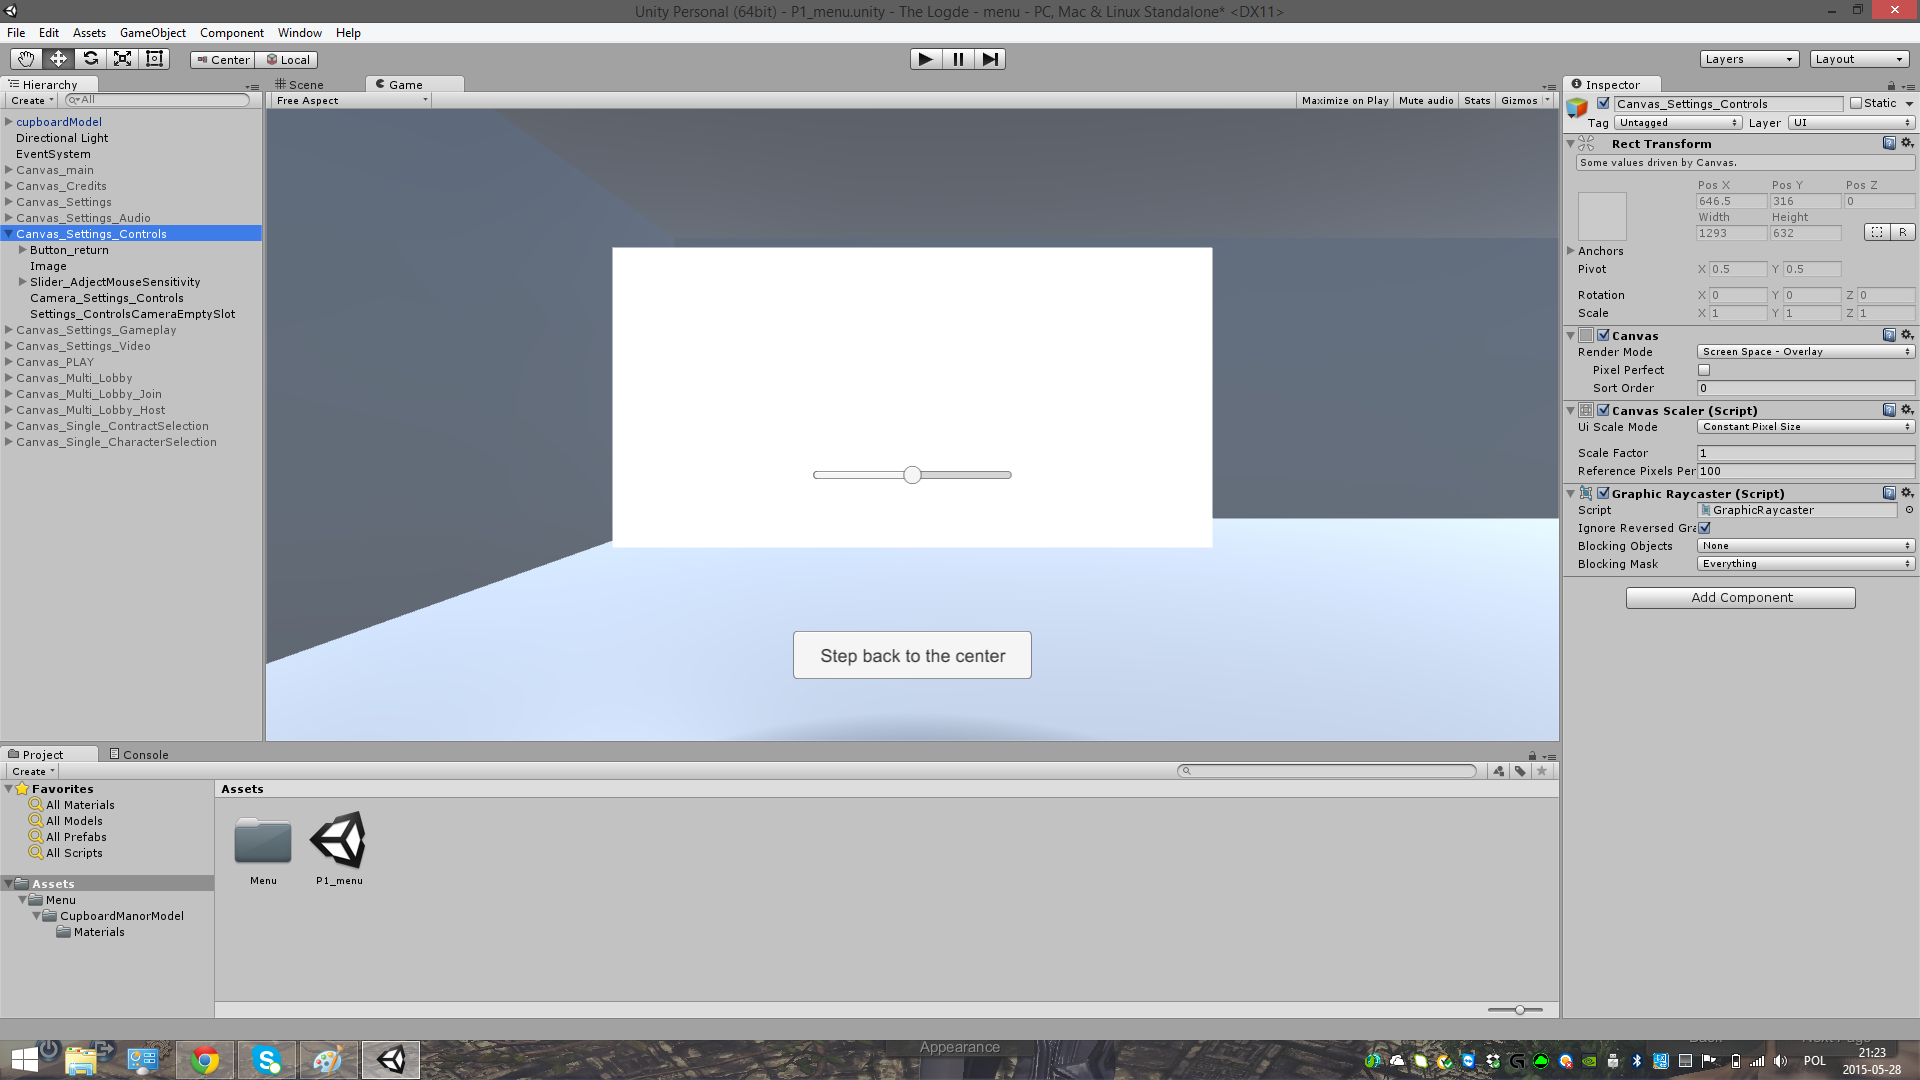 Unity Personal (64bit) - P1_menu.unity - The Logde - menu - PC, Mac & Linux Standalone* <DX11>
File Edit Assets GameObject Component Window Help
Center Local Layers Layout
Hierarchy
Create All
cupboardModel
Directional Light
EventSystem
Canvas_main
Canvas_Credits
Canvas_Settings
Canvas_Settings_Audio
Canvas_Settings_Controls
Button_return
Image
Slider_AdjectMouseSensitivity
Camera_Settings_Controls
Settings_ControlsCameraEmptySlot
Canvas_Settings_Gameplay
Canvas_Settings_Video
Canvas_PLAY
Canvas_Multi_Lobby
Canvas_Multi_Lobby_Join
Canvas_Multi_Lobby_Host
Canvas_Single_ContractSelection
Canvas_Single_CharacterSelection
Scene Game
Free Aspect Maximize on Play Mute audio Stats Gizmos
Step back to the center
Inspector
Canvas_Settings_Controls Static
Tag Untagged Layer UI
Rect Transform
Some values driven by Canvas.
Pos X Pos Y Pos Z
646.5 316 0
Width Height
1293 632 R
Anchors
Pivot X 0.5 Y 0.5
Rotation X 0 Y 0 Z 0
Scale X 1 Y 1 Z 1
Canvas
Render Mode Screen Space - Overlay
Pixel Perfect
Sort Order 0
Canvas Scaler (Script)
Ui Scale Mode Constant Pixel Size
Scale Factor 1
Reference Pixels Per 100
Graphic Raycaster (Script)
Script GraphicRaycaster
Ignore Reversed Gra
Blocking Objects None
Blocking Mask Everything
Add Component
Project Console
Create
Favorites
All Materials
All Models
All Prefabs
All Scripts
Assets
Menu
CupboardManorModel
Materials
Assets
Menu P1_menu
Appearance
POL
21:23
2015-05-28